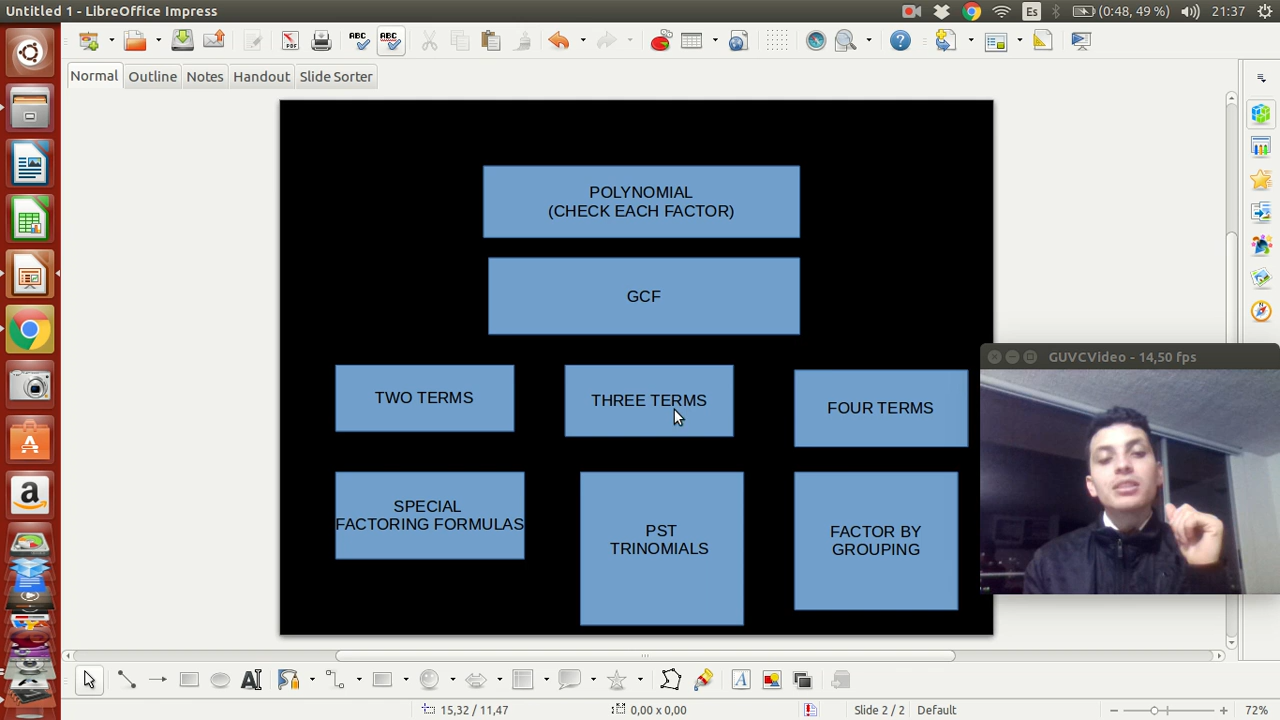 Untitled 1 - LibreOffice Impress
Es
(0:48, 49 %)
21:37
Normal
Outline
Notes
Handout
Slide Sorter
POLYNOMIAL
(CHECK EACH FACTOR)
GCF
TWO TERMS
THREE TERMS
FOUR TERMS
SPECIAL
FACTORING FORMULAS
PST
TRINOMIALS
FACTOR BY
GROUPING
GUVCVideo - 14,50 fps
15,32 / 11,47
0,00 x 0,00
Slide 2 / 2
Default
72%